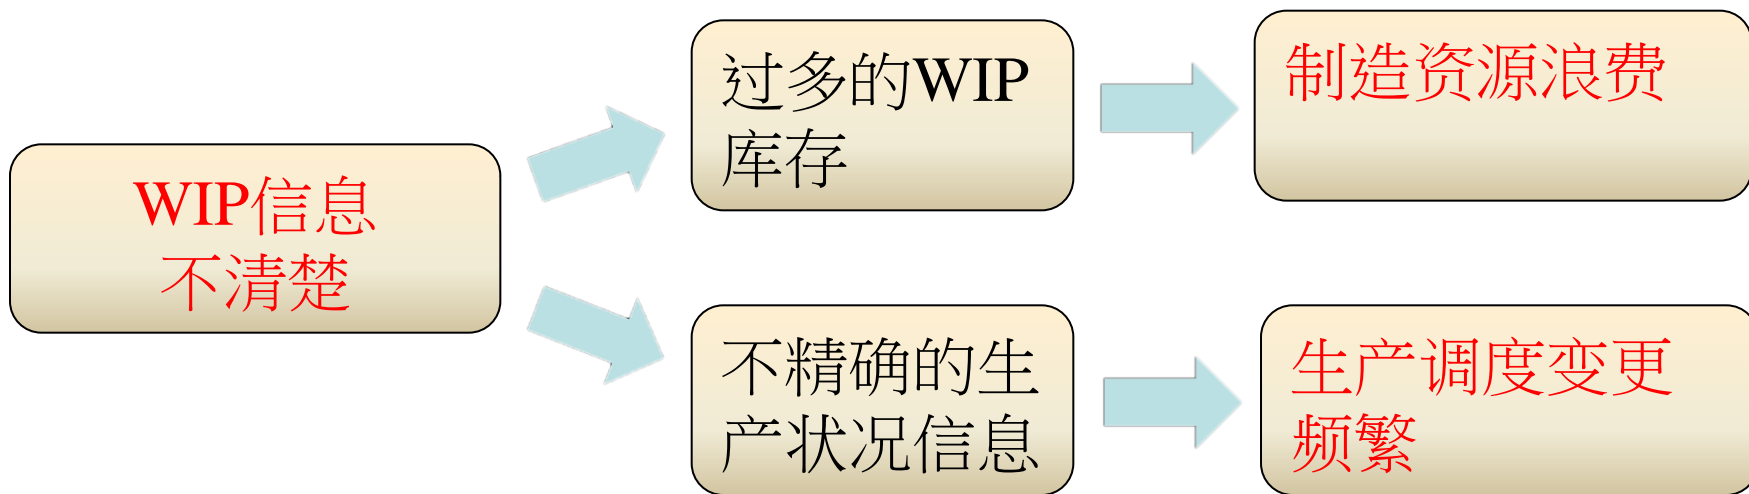 WIP信息
不清楚
过多的WIP
库存
制造资源浪费
不精确的生
产状况信息
生产调度变更
频繁